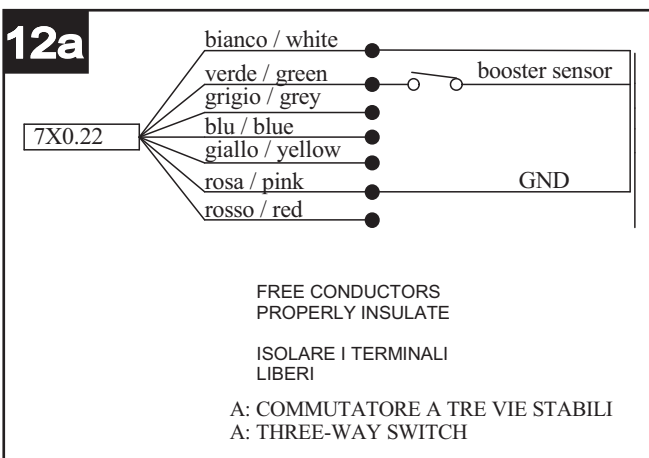 12a
bianco / white
verde / green
booster sensor
grigio / grey
7X0.22
blu / blue
giallo / yellow
rosa / pink
GND
rosso / red
FREE CONDUCTORS
PROPERLY INSULATE
ISOLARE I TERMINALI
LIBERI
A: COMMUTATORE A TRE VIE STABILI
A: THREE-WAY SWITCH